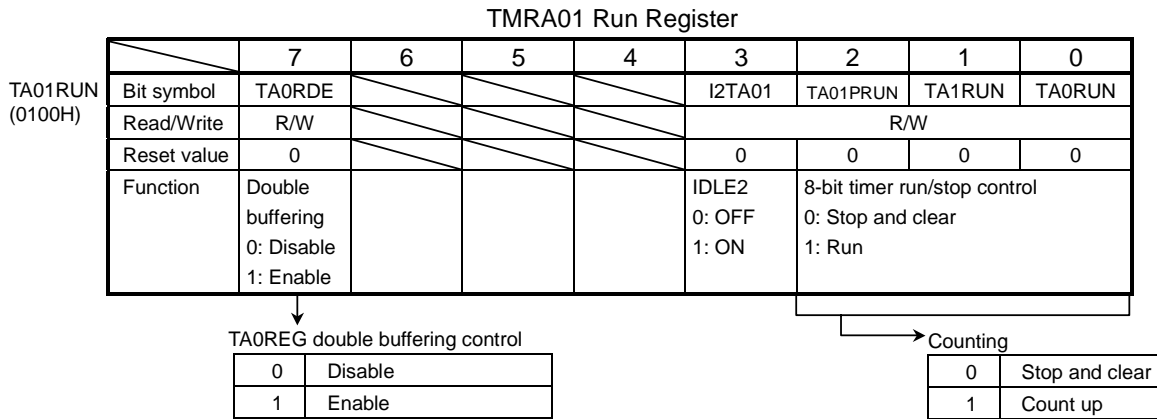 TMRA01 Run Register
7 6 5 4 3 2 1 0
TA01RUN
(0100H)
Bit symbol TA0RDE I2TA01 TA01PRUN TA1RUN TA0RUN
Read/Write R/W R/W
Reset value 0 0 0 0 0
Function Double IDLE2 8-bit timer run/stop control
buffering 0: OFF 0: Stop and clear
0: Disable 1: ON 1: Run
1: Enable
TA0REG double buffering control
0 Disable
1 Enable
Counting
0 Stop and clear
1 Count up